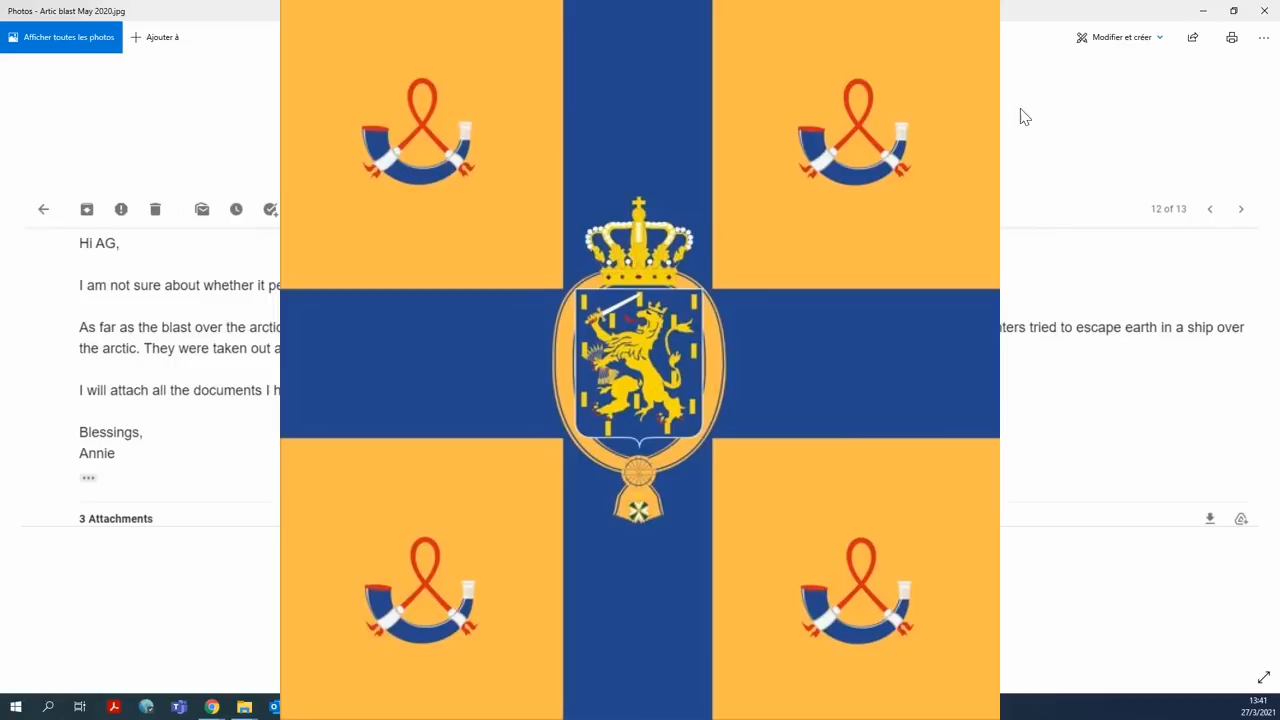 Photos - Artic blast May 2020.jpg
Afficher toutes les photos
Ajouter à
Modifier et créer
12 of 13
Hi AG,
I am not sure about whether it pe
As far as the blast over the arctic
ters tried to escape earth in a ship over
the arctic. They were taken out a
I will attach all the documents I h
Blessings,
Annie
3 Attachments
13:41
27/3/2021